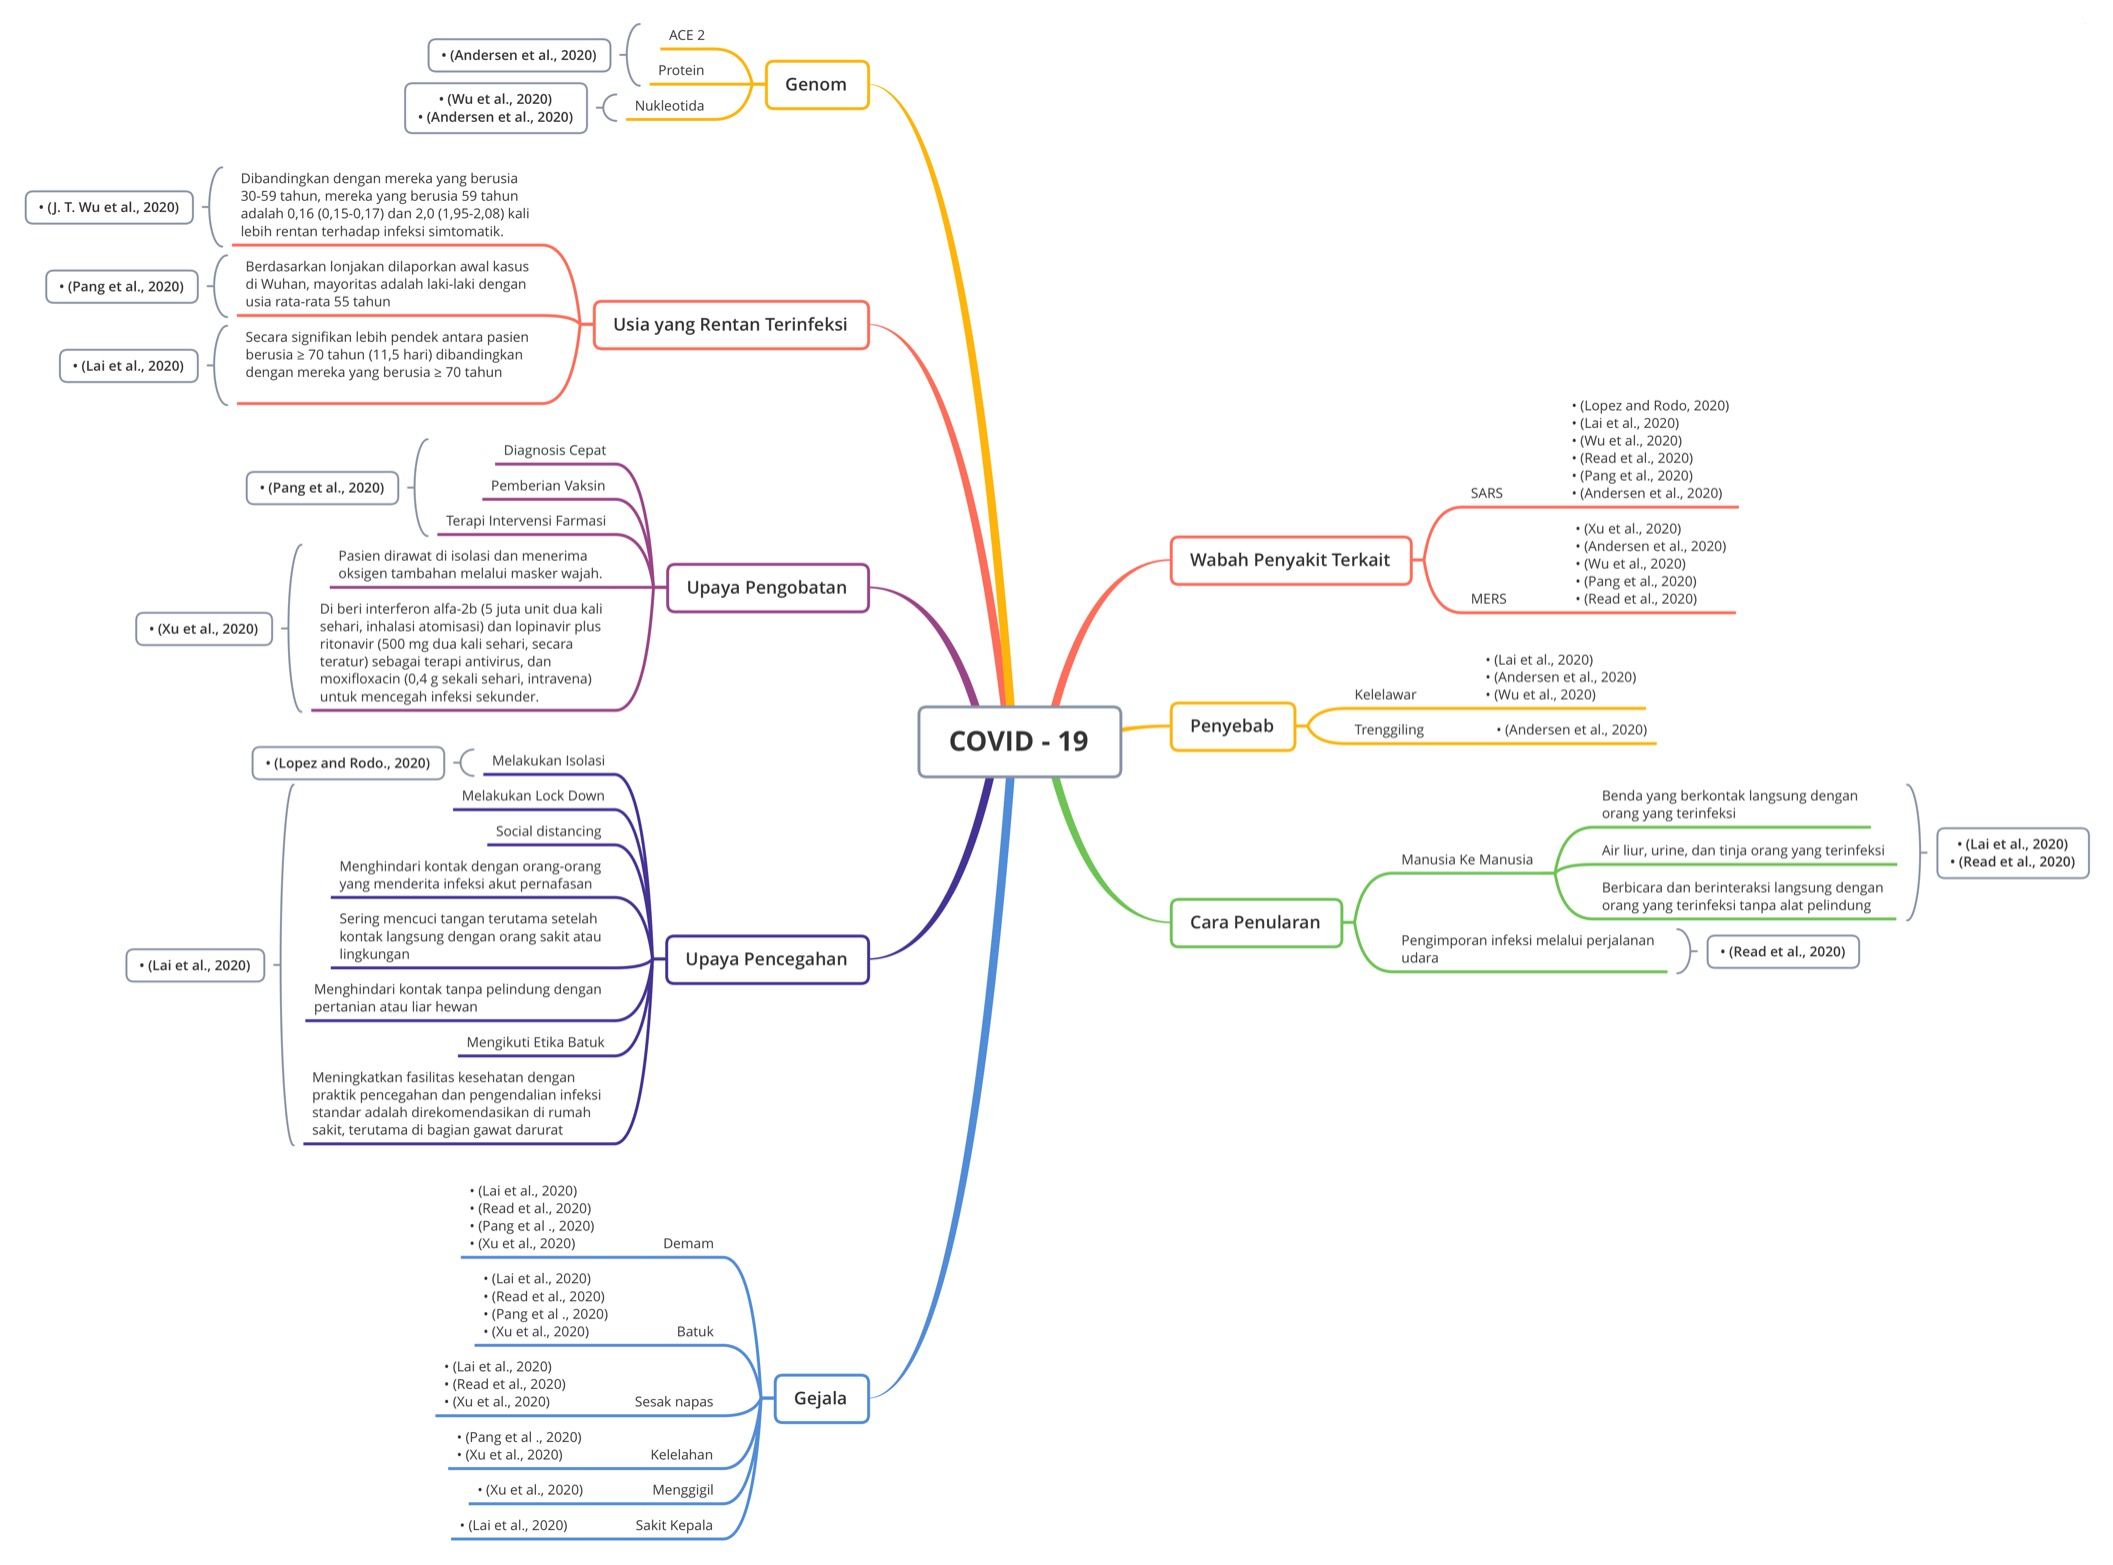 COVID - 19
Genom
ACE 2
Protein
• (Andersen et al., 2020)
Nukleotida
• (Wu et al., 2020)
• (Andersen et al., 2020)
Usia yang Rentan Terinfeksi
Dibandingkan dengan mereka yang berusia
30-59 tahun, mereka yang berusia 59 tahun
adalah 0,16 (0,15-0,17) dan 2,0 (1,95-2,08) kali
lebih rentan terhadap infeksi simtomatik.
• (J. T. Wu et al., 2020)
Berdasarkan lonjakan dilaporkan awal kasus
di Wuhan, mayoritas adalah laki-laki dengan
usia rata-rata 55 tahun
• (Pang et al., 2020)
Secara signifikan lebih pendek antara pasien
berusia ≥ 70 tahun (11,5 hari) dibandingkan
dengan mereka yang berusia ≥ 70 tahun
• (Lai et al., 2020)
Upaya Pengobatan
Diagnosis Cepat
Pemberian Vaksin
Terapi Intervensi Farmasi
• (Pang et al., 2020)
Pasien dirawat di isolasi dan menerima
oksigen tambahan melalui masker wajah.
Di beri interferon alfa-2b (5 juta unit dua kali
sehari, inhalasi atomisasi) dan lopinavir plus
ritonavir (500 mg dua kali sehari, secara
teratur) sebagai terapi antivirus, dan
moxifloxacin (0,4 g sekali sehari, intravena)
untuk mencegah infeksi sekunder.
• (Xu et al., 2020)
Upaya Pencegahan
Melakukan Isolasi
• (Lopez and Rodo., 2020)
Melakukan Lock Down
Social distancing
Menghindari kontak dengan orang-orang
yang menderita infeksi akut pernafasan
Sering mencuci tangan terutama setelah
kontak langsung dengan orang sakit atau
lingkungan
Menghindari kontak tanpa pelindung dengan
pertanian atau liar hewan
Mengikuti Etika Batuk
Meningkatkan fasilitas kesehatan dengan
praktik pencegahan dan pengendalian infeksi
standar adalah direkomendasikan di rumah
sakit, terutama di bagian gawat darurat
• (Lai et al., 2020)
Gejala
• (Lai et al., 2020)
• (Read et al., 2020)
• (Pang et al ., 2020)
• (Xu et al., 2020)
Demam
• (Lai et al., 2020)
• (Read et al., 2020)
• (Pang et al ., 2020)
• (Xu et al., 2020)
Batuk
• (Lai et al., 2020)
• (Read et al., 2020)
• (Xu et al., 2020)
Sesak napas
• (Pang et al ., 2020)
• (Xu et al., 2020)
Kelelahan
• (Xu et al., 2020)
Menggigil
• (Lai et al., 2020)
Sakit Kepala
Wabah Penyakit Terkait
SARS
• (Lopez and Rodo, 2020)
• (Lai et al., 2020)
• (Wu et al., 2020)
• (Read et al., 2020)
• (Pang et al., 2020)
• (Andersen et al., 2020)
MERS
• (Xu et al., 2020)
• (Andersen et al., 2020)
• (Wu et al., 2020)
• (Pang et al., 2020)
• (Read et al., 2020)
Penyebab
Kelelawar
• (Lai et al., 2020)
• (Andersen et al., 2020)
• (Wu et al., 2020)
Trenggiling
• (Andersen et al., 2020)
Cara Penularan
Manusia Ke Manusia
Benda yang berkontak langsung dengan
orang yang terinfeksi
Air liur, urine, dan tinja orang yang terinfeksi
Berbicara dan berinteraksi langsung dengan
orang yang terinfeksi tanpa alat pelindung
• (Lai et al., 2020)
• (Read et al., 2020)
Pengimporan infeksi melalui perjalanan
udara
• (Read et al., 2020)